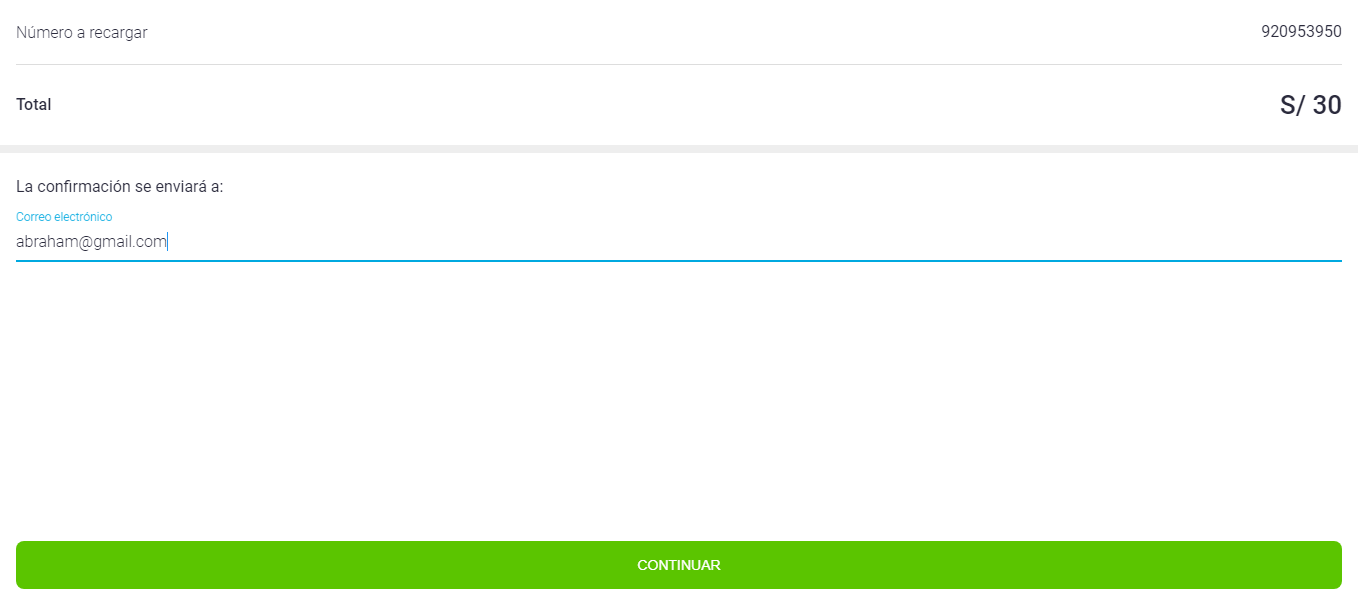 Número a recargar 920953950
Total S/ 30
La confirmación se enviará a:
Correo electrónico
abraham@gmail.com
CONTINUAR